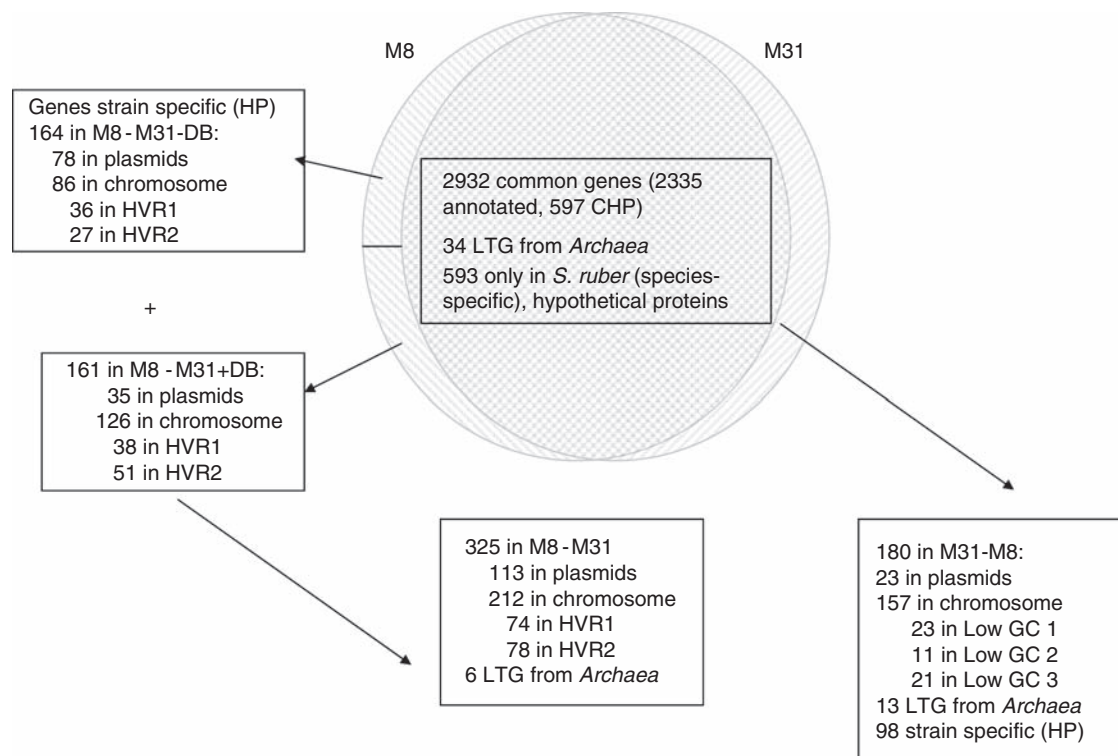 M8
M31
Genes strain specific (HP)
164 in M8-M31-DB:
78 in plasmids
86 in chromosome
36 in HVR1
27 in HVR2
2932 common genes (2335
annotated, 597 CHP)
34 LTG from Archaea
593 only in S. ruber (species-
specific), hypothetical proteins
+
161 in M8 -M31+DB:
35 in plasmids
126 in chromosome
38 in HVR1
51 in HVR2
325 in M8-M31
113 in plasmids
212 in chromosome
74 in HVR1
78 in HVR2
6 LTG from Archaea
180 in M31-M8:
23 in plasmids
157 in chromosome
23 in Low GC 1
11 in Low GC 2
21 in Low GC 3
13 LTG from Archaea
98 strain specific (HP)